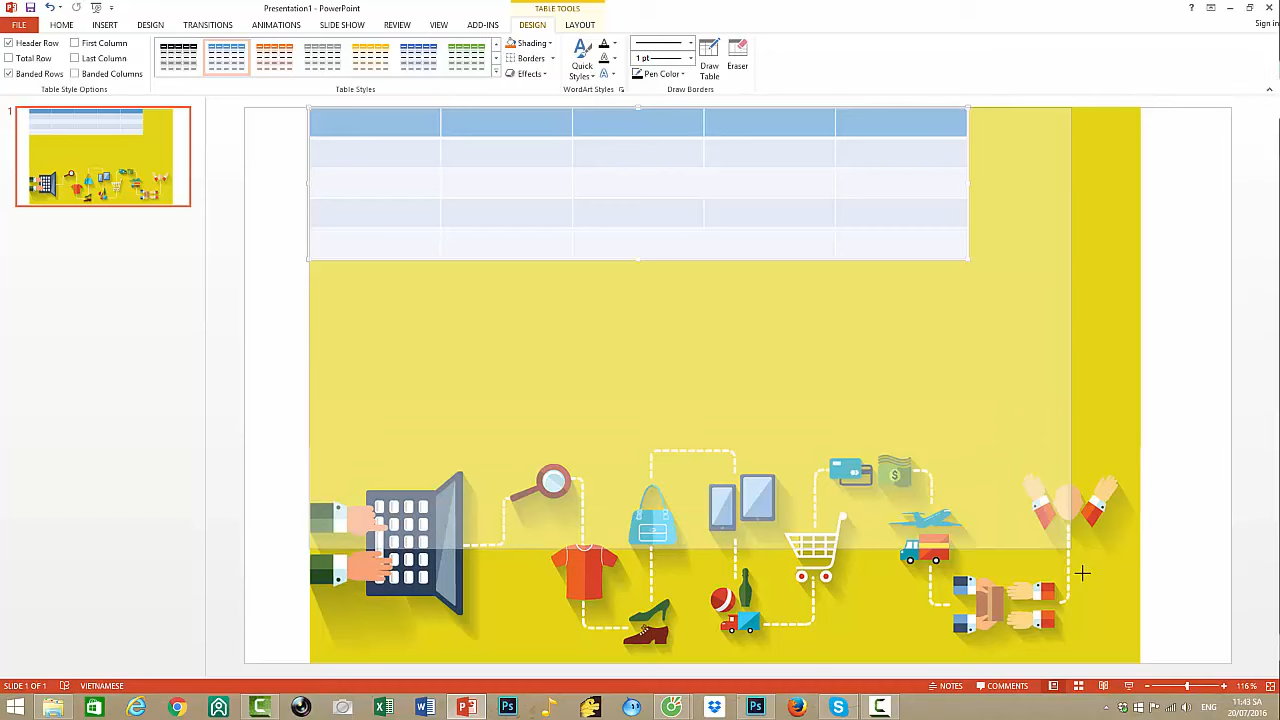 Presentation1 - PowerPoint
TABLE TOOLS
Sign in
FILE HOME INSERT DESIGN TRANSITIONS ANIMATIONS SLIDE SHOW REVIEW VIEW ADD-INS DESIGN LAYOUT
Header Row First Column
Total Row Last Column
Banded Rows Banded Columns
Shading
Borders
Effects
Quick
Styles
1 pt
Pen Color
Draw
Table
Eraser
Table Style Options Table Styles WordArt Styles Draw Borders
1
SLIDE 1 OF 1 VIETNAMESE NOTES COMMENTS 116 %
11:43 SA
20/07/2016